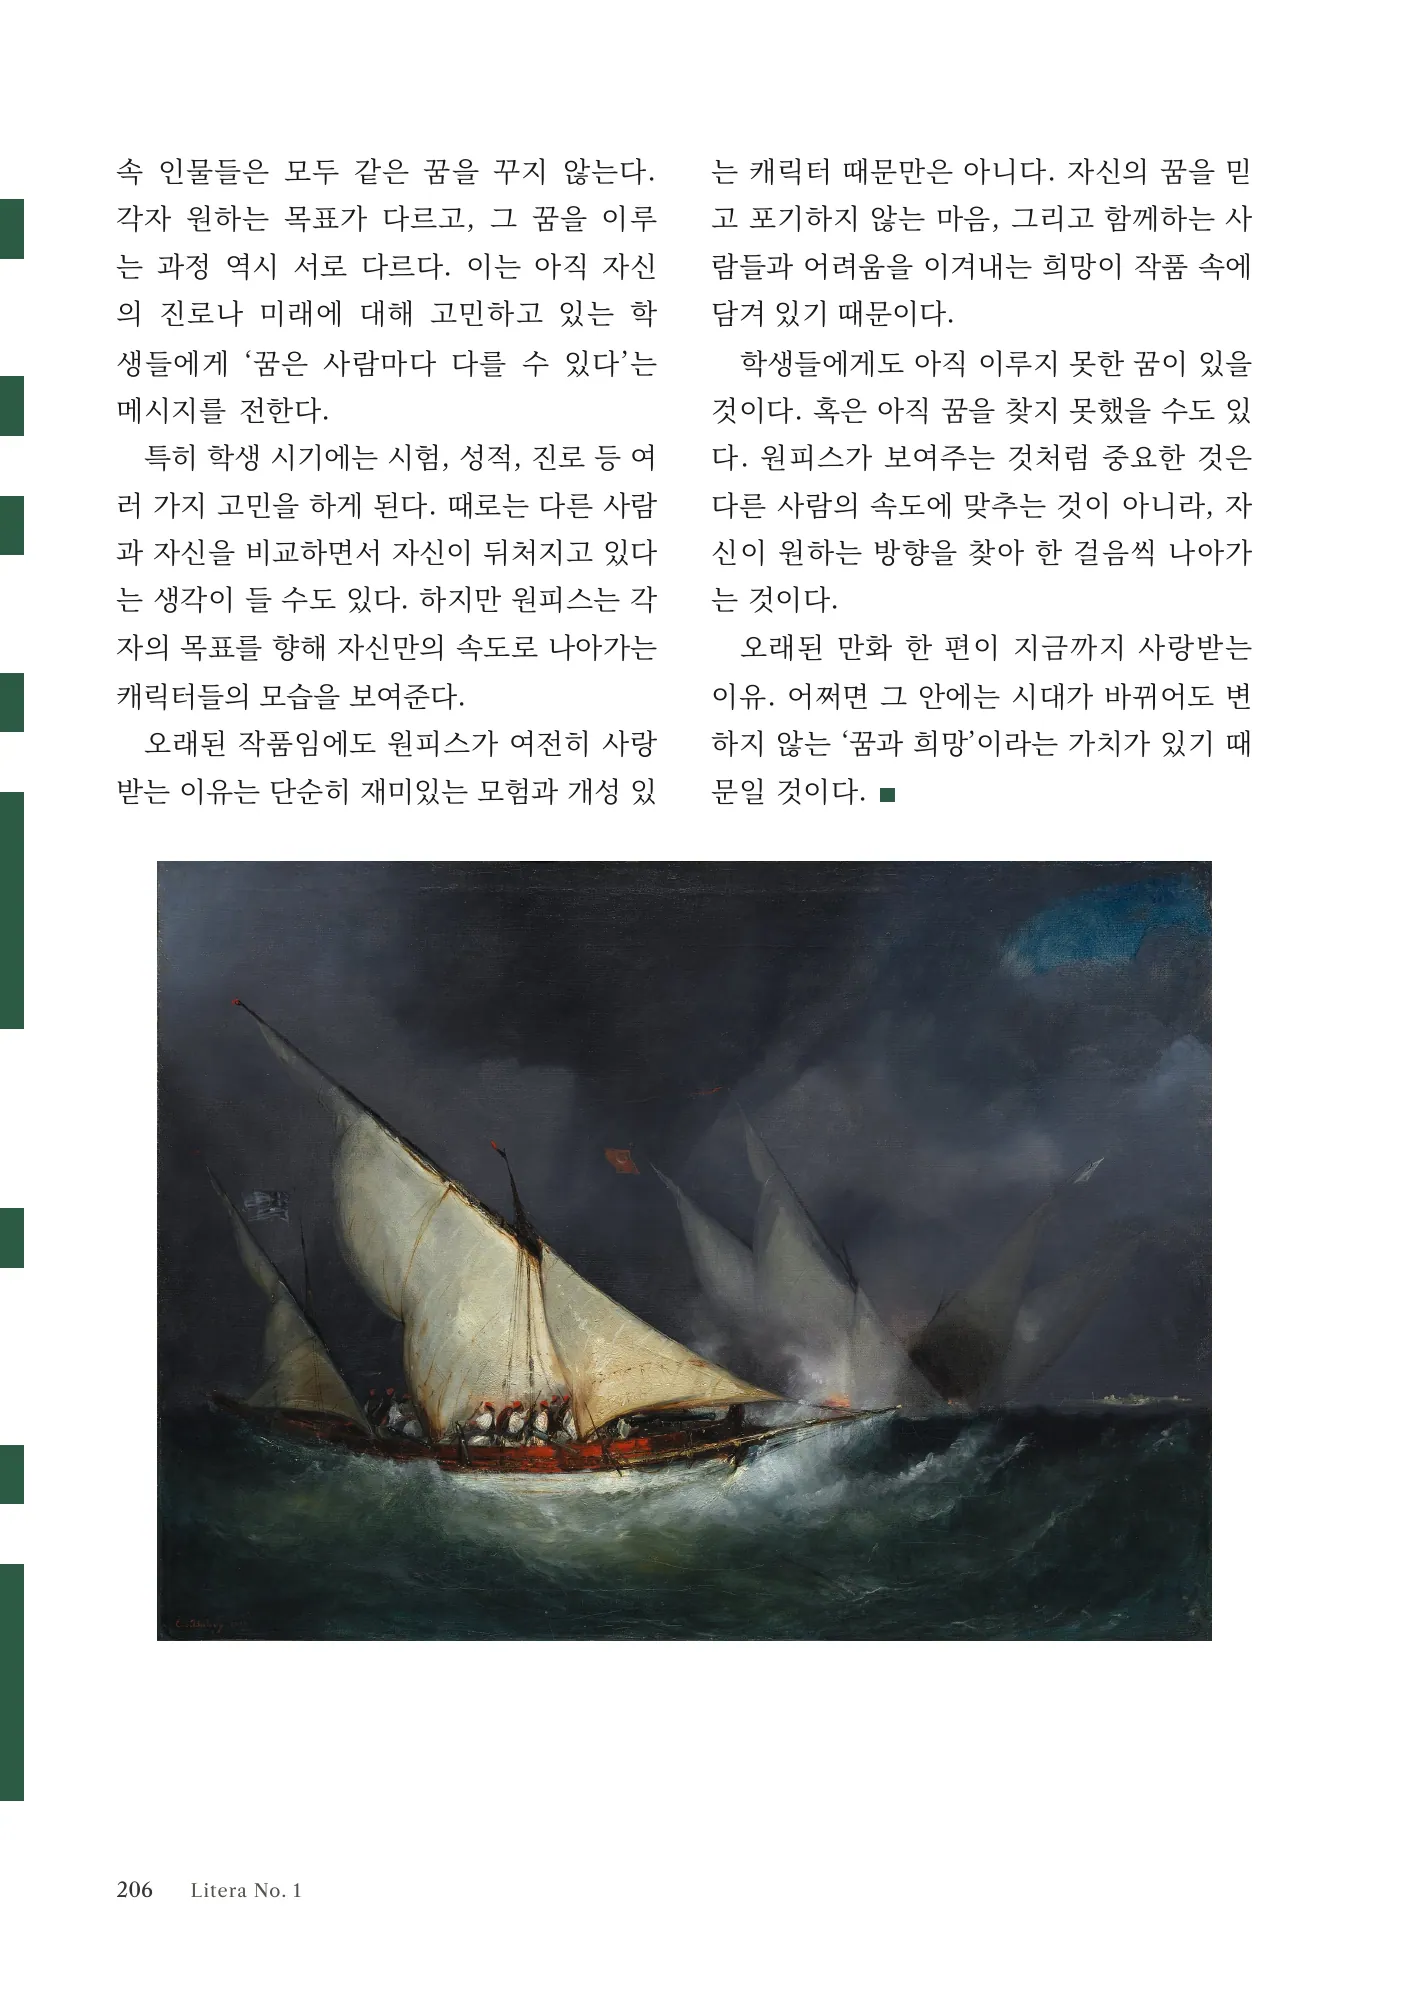 속 인물들은 모두 같은 꿈을 꾸지 않는다.
각자 원하는 목표가 다르고, 그 꿈을 이루
는 과정 역시 서로 다르다. 이는 아직 자신
의 진로나 미래에 대해 고민하고 있는 학
생들에게 ‘꿈은 사람마다 다를 수 있다’는
메시지를 전한다.
특히 학생 시기에는 시험, 성적, 진로 등 여
러 가지 고민을 하게 된다. 때로는 다른 사람
과 자신을 비교하면서 자신이 뒤처지고 있다
는 생각이 들 수도 있다. 하지만 원피스는 각
자의 목표를 향해 자신만의 속도로 나아가는
캐릭터들의 모습을 보여준다.
오래된 작품임에도 원피스가 여전히 사랑
받는 이유는 단순히 재미있는 모험과 개성 있
는 캐릭터 때문만은 아니다. 자신의 꿈을 믿
고 포기하지 않는 마음, 그리고 함께하는 사
람들과 어려움을 이겨내는 희망이 작품 속에
담겨 있기 때문이다.
학생들에게도 아직 이루지 못한 꿈이 있을
것이다. 혹은 아직 꿈을 찾지 못했을 수도 있
다. 원피스가 보여주는 것처럼 중요한 것은
다른 사람의 속도에 맞추는 것이 아니라, 자
신이 원하는 방향을 찾아 한 걸음씩 나아가
는 것이다.
오래된 만화 한 편이 지금까지 사랑받는
이유. 어쩌면 그 안에는 시대가 바뀌어도 변
하지 않는 ‘꿈과 희망’이라는 가치가 있기 때
문일 것이다. ■
206 Litera No. 1